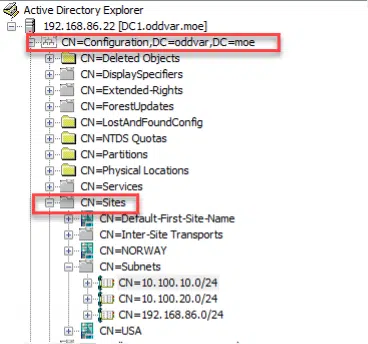 Active Directory Explorer
192.168.86.22 [DC1.oddvar.moe]
CN=Configuration,DC=oddvar,DC=moe
CN=Deleted Objects
CN=DisplaySpecifiers
CN=Extended-Rights
CN=ForestUpdates
CN=LostAndFoundConfig
CN=NTDS Quotas
CN=Partitions
CN=Physical Locations
CN=Services
CN=Sites
CN=Default-First-Site-Name
CN=Inter-Site Transports
CN=NORWAY
CN=Subnets
CN=10.100.10.0/24
CN=10.100.20.0/24
CN=192.168.86.0/24
CN=USA